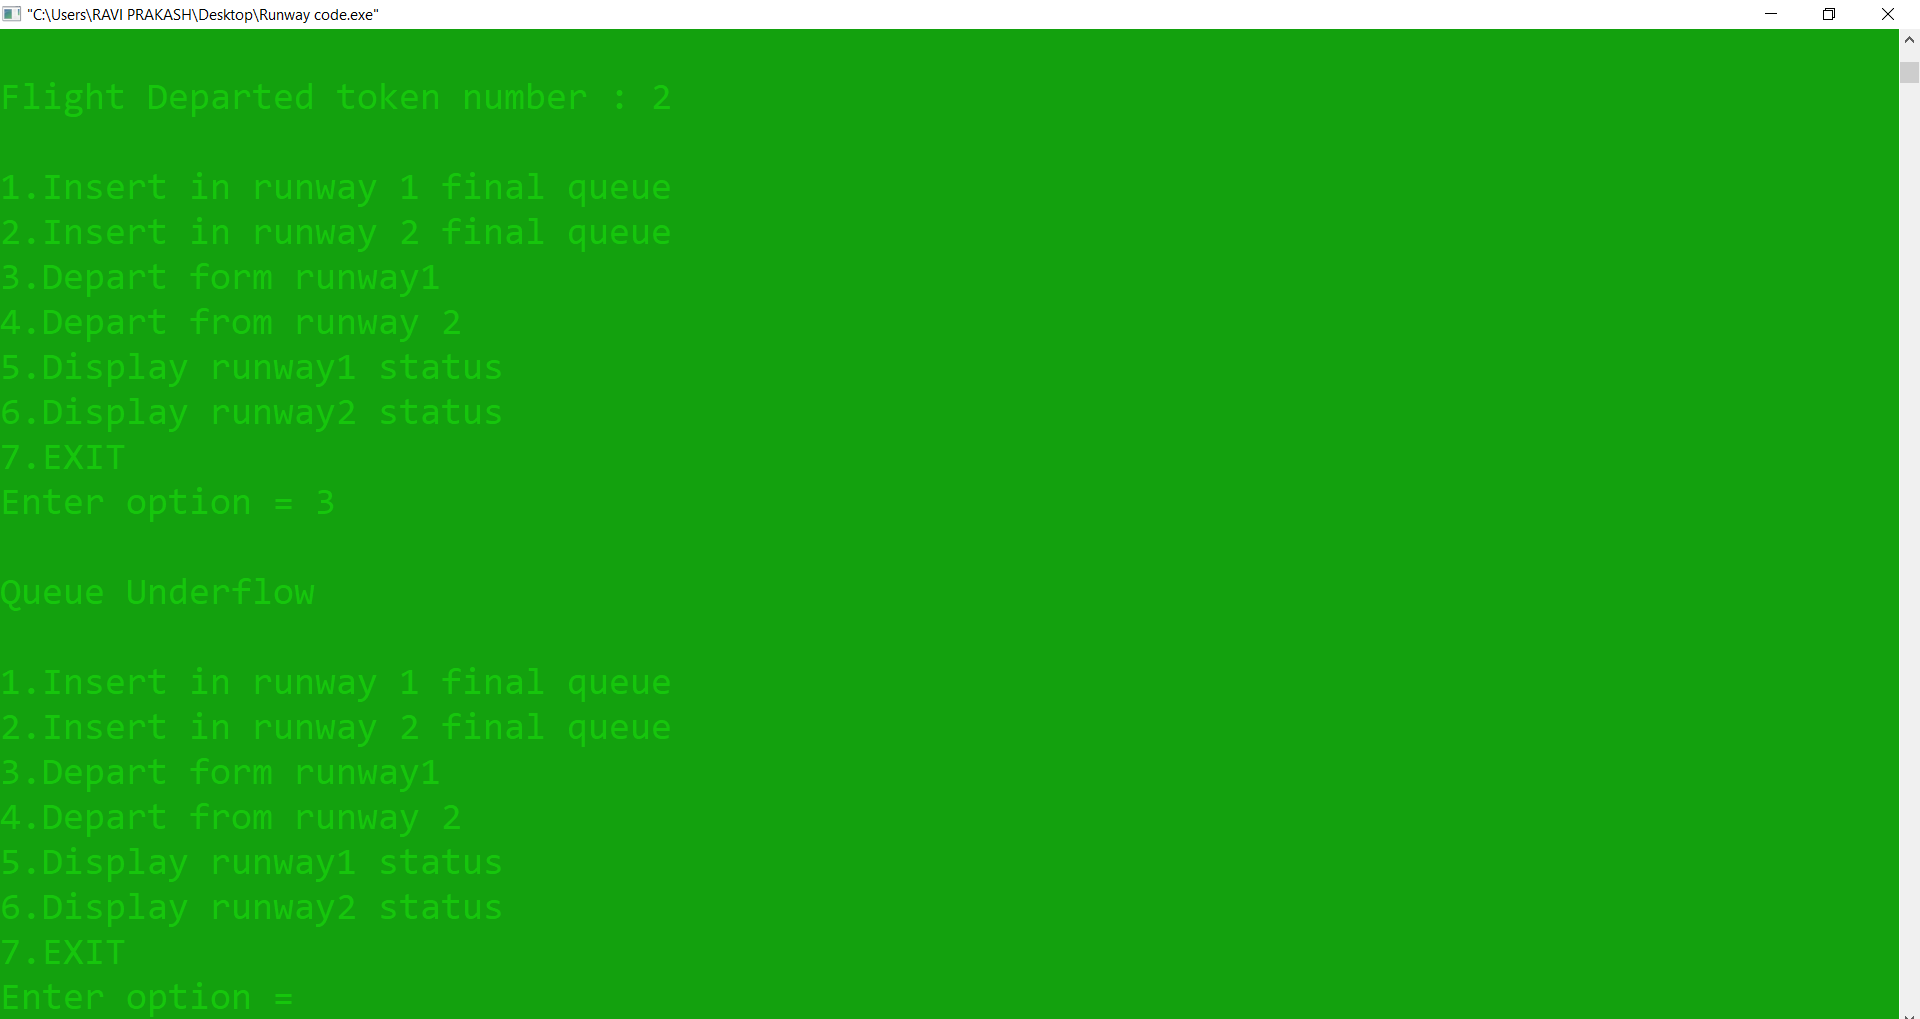 "C:\Users\RAVI PRAKASH\Desktop\Runway code.exe"
Flight Departed token number : 2
1.Insert in runway 1 final queue
2.Insert in runway 2 final queue
3.Depart form runway1
4.Depart from runway 2
5.Display runway1 status
6.Display runway2 status
7.EXIT
Enter option = 3
Queue Underflow
1.Insert in runway 1 final queue
2.Insert in runway 2 final queue
3.Depart form runway1
4.Depart from runway 2
5.Display runway1 status
6.Display runway2 status
7.EXIT
Enter option =